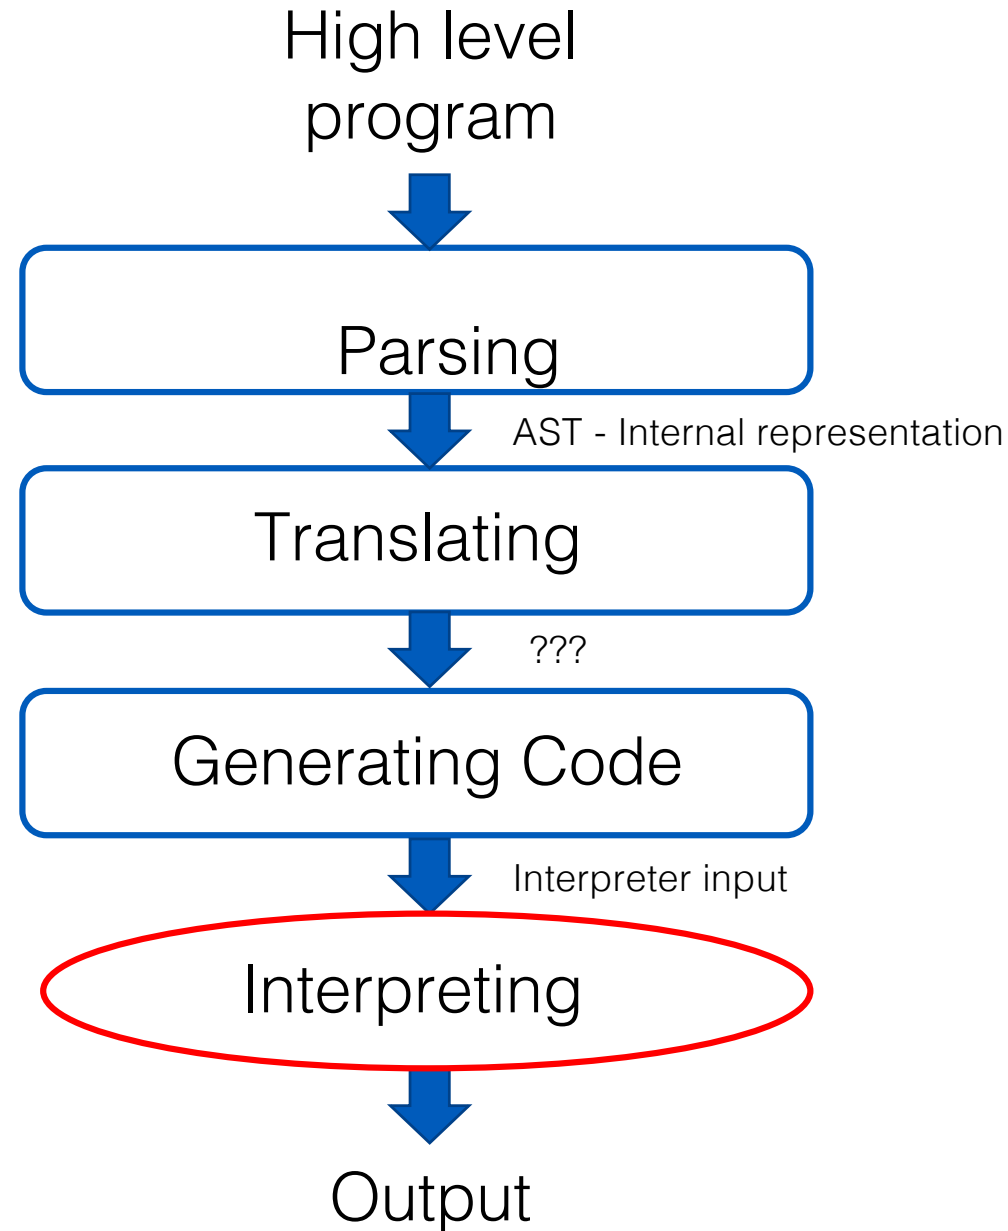 High level
program
Parsing
AST - Internal representation
Translating
???
Generating Code
Interpreter input
Interpreting
Output